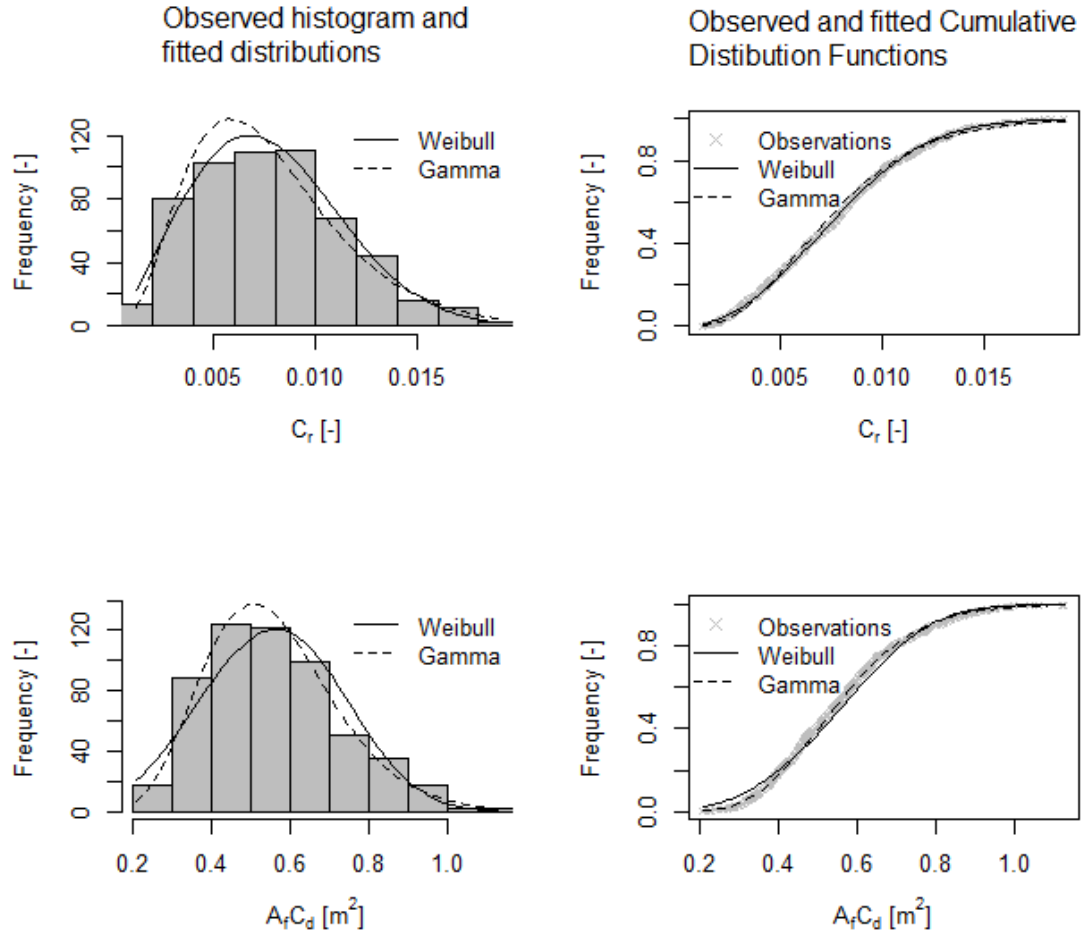 Observed histogram and
fitted distributions
Observed and fitted Cumulative
Distibution Functions
Frequency [-]
0 40 80 120
Weibull
Gamma
0.005 0.010 0.015
C_r [-]
Frequency [-]
0.0 0.4 0.8
Observations
Weibull
Gamma
0.005 0.010 0.015
C_r [-]
Frequency [-]
0 40 80 120
Weibull
Gamma
0.2 0.4 0.6 0.8 1.0
A_fC_d [m²]
Frequency [-]
0.0 0.4 0.8
Observations
Weibull
Gamma
0.2 0.4 0.6 0.8 1.0
A_fC_d [m²]